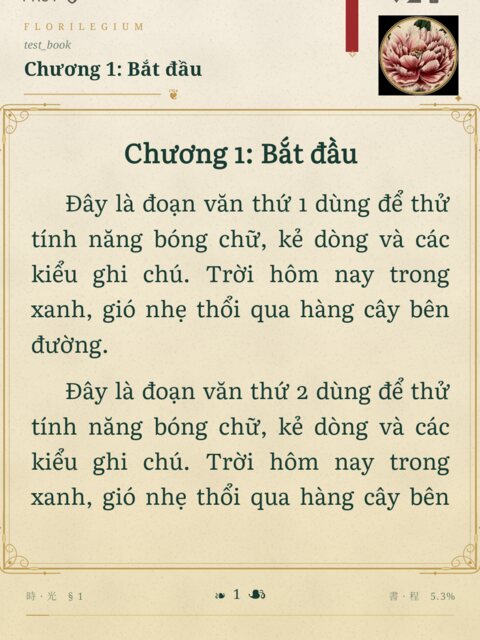 FLORILEGIUM
test_book
Chương 1: Bắt đầu
Chương 1: Bắt đầu
Đây là đoạn văn thứ 1 dùng để thử
tính năng bóng chữ, kẻ dòng và các
kiểu ghi chú. Trời hôm nay trong
xanh, gió nhẹ thổi qua hàng cây bên
đường.
Đây là đoạn văn thứ 2 dùng để thử
tính năng bóng chữ, kẻ dòng và các
kiểu ghi chú. Trời hôm nay trong
xanh, gió nhẹ thổi qua hàng cây bên
時 · 光 § 1
1
書 · 程 5.3%